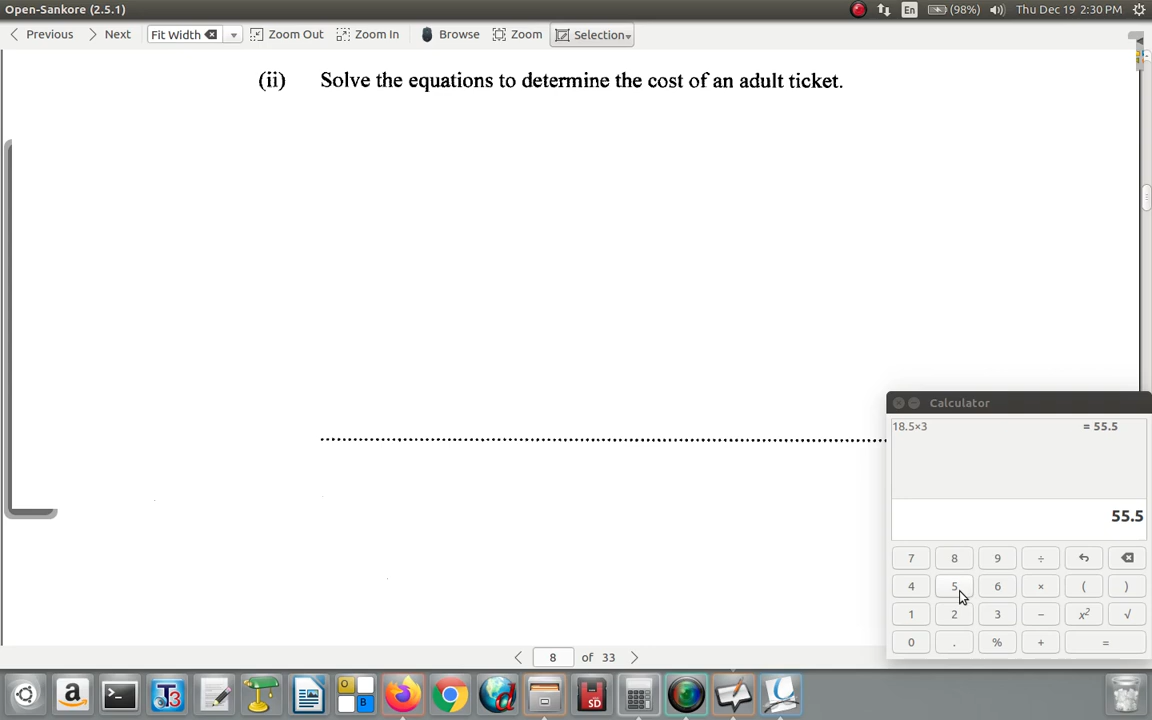 Open-Sankore (2.5.1)
En (98%) Thu Dec 19 2:30 PM
Previous Next Fit Width Zoom Out Zoom In Browse Zoom Selection
(ii) Solve the equations to determine the cost of an adult ticket.
Calculator
18.5×3 = 55.5
55.5
7 8 9 ÷
4 5 6 × ( )
1 2 3 − x² √
0 . % + =
8 of 33
a T3 O W B d SD